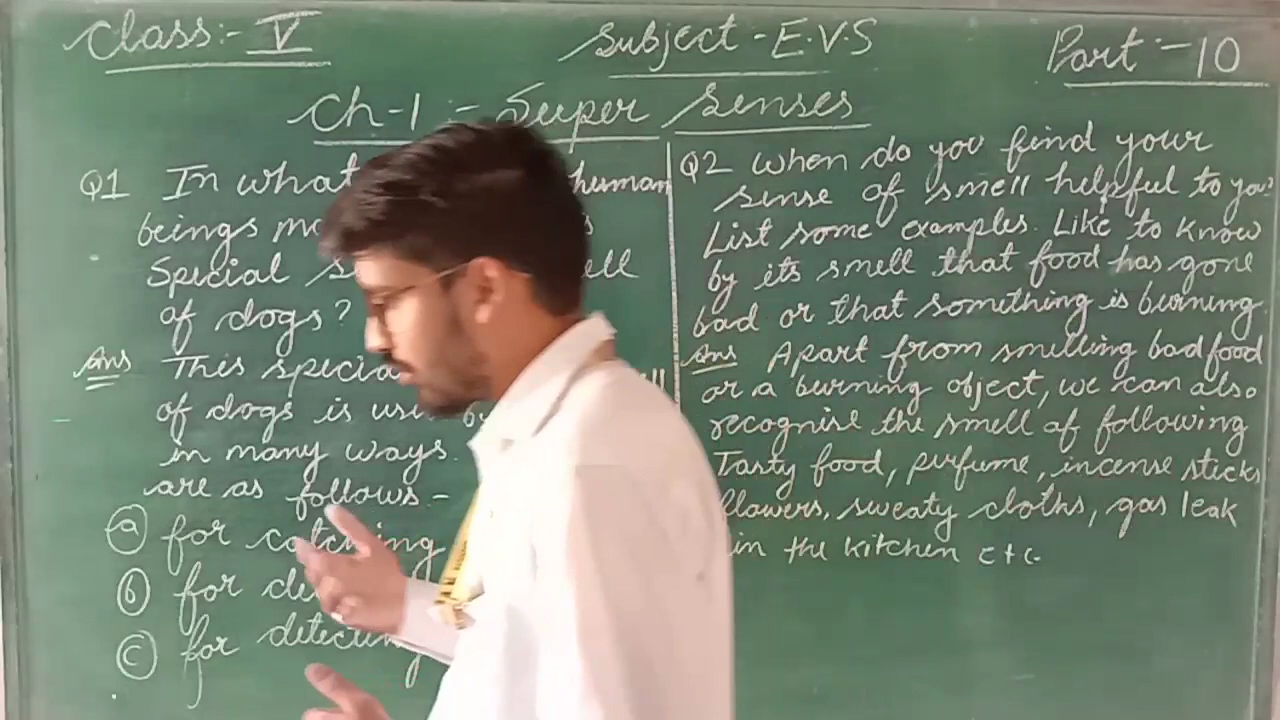 Class:- V
Subject - E.V.S
Part:- 10
Ch-1 :- Super Senses
Q1 In what human
beings
Special
of dogs?
Ans This
of dogs is
in many ways.
are as follows -
(a) for catching
(b) for
(c) for detecting
Q2 When do you find your
sense of smell helpful to you?
List some examples. Like to know
by its smell that food has gone
bad or that something is burning.
Ans Apart from smelling bad food
or a burning object, we can also
recognise the smell of following
Tasty food, perfume, incense sticks
flowers, sweaty cloths, gas leak
in the kitchen etc